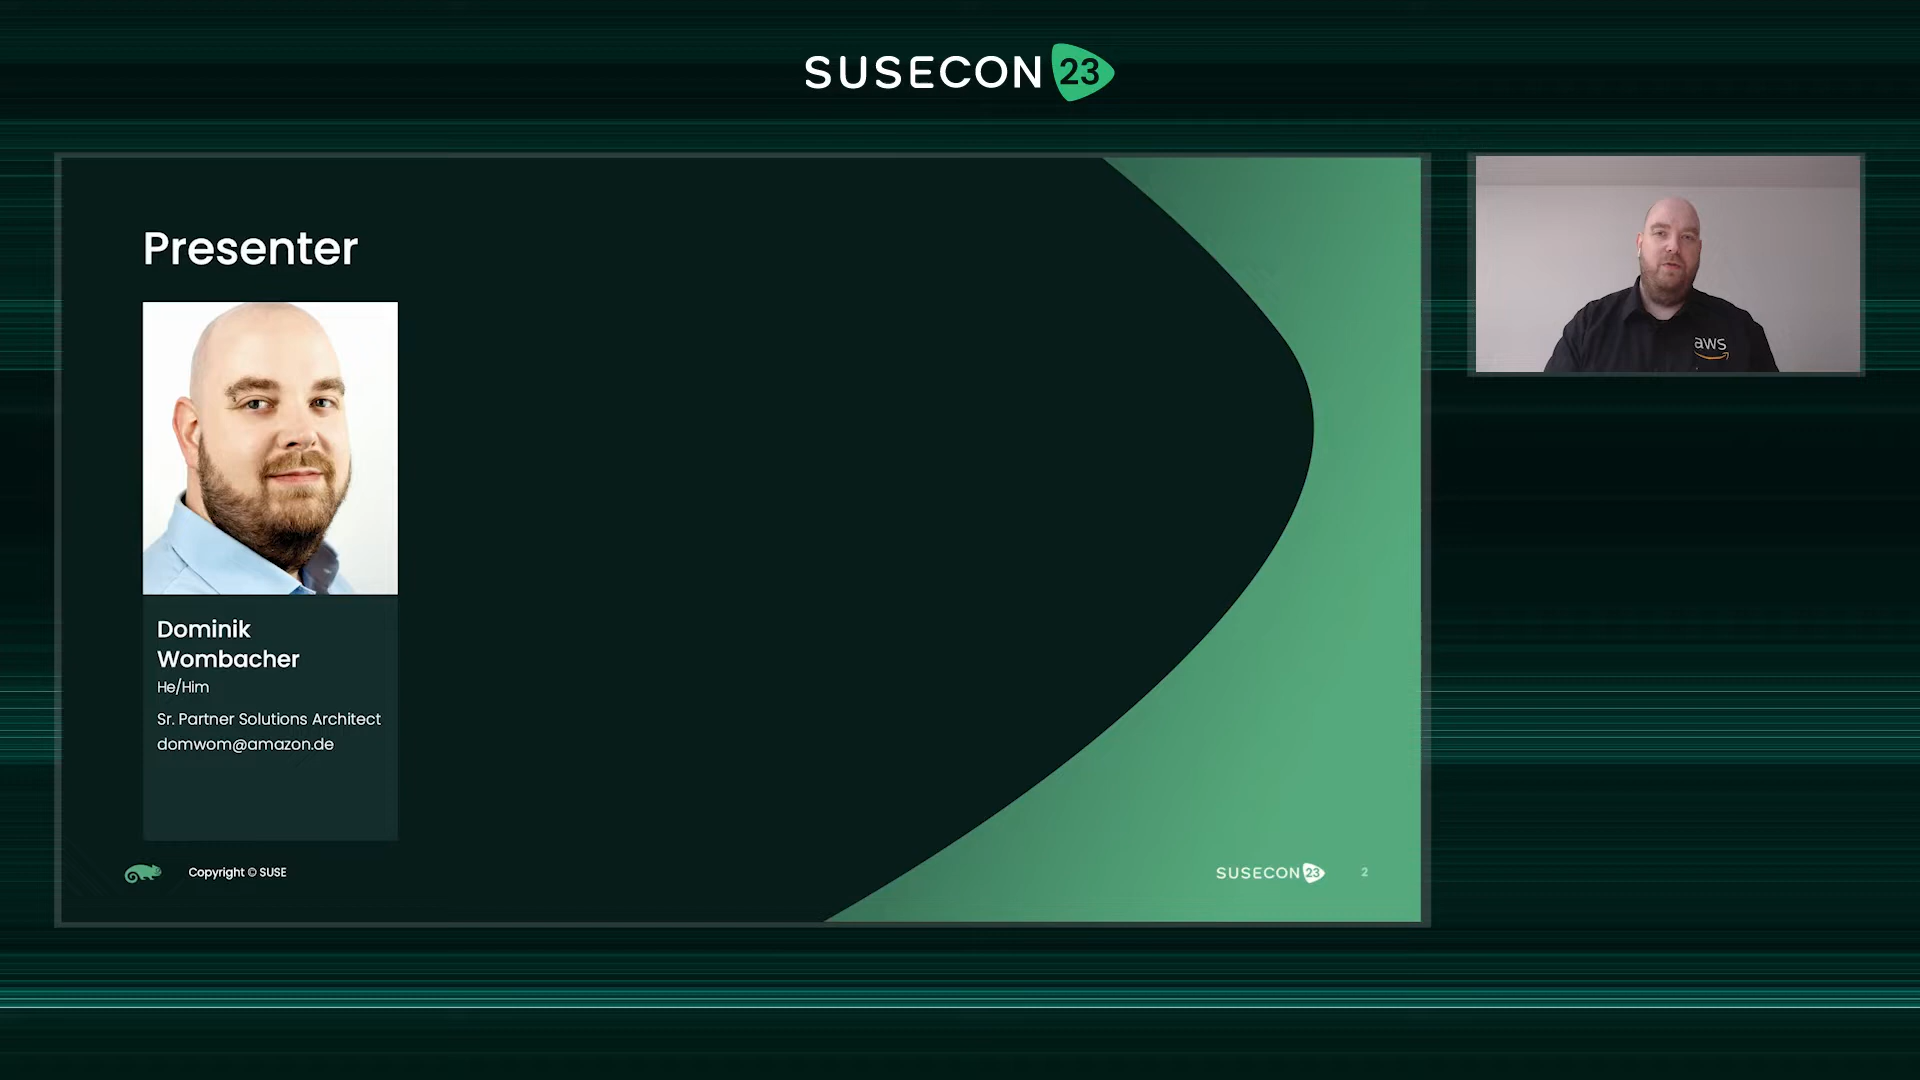 SUSECON 23
Presenter
aws
Dominik
Wombacher
He/Him
Sr. Partner Solutions Architect
domwom@amazon.de
Copyright © SUSE
SUSECON 23
2